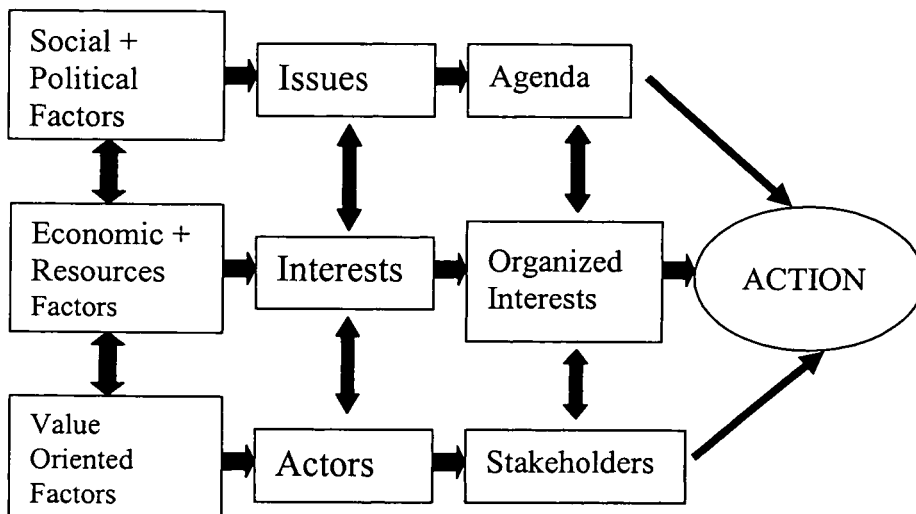 Social +
Political
Factors
Issues
Agenda
Economic +
Resources
Factors
Interests
Organized
Interests
ACTION
Value
Oriented
Factors
Actors
Stakeholders